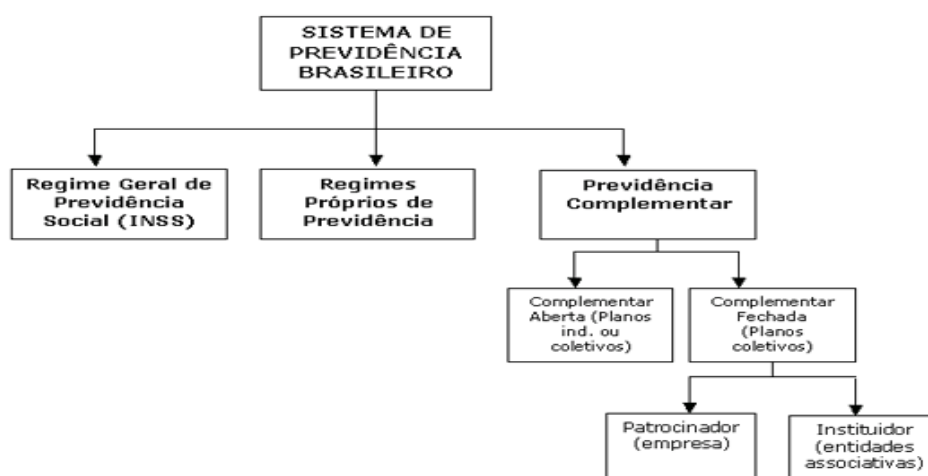 SISTEMA DE
PREVIDÊNCIA
BRASILEIRO
Regime Geral de
Previdência
Social (INSS)
Regimes
Próprios de
Previdência
Previdência
Complementar
Complementar
Aberta (Planos
ind. ou
coletivos)
Complementar
Fechada
(Planos
coletivos)
Patrocinador
(empresa)
Instituidor
(entidades
associativas)